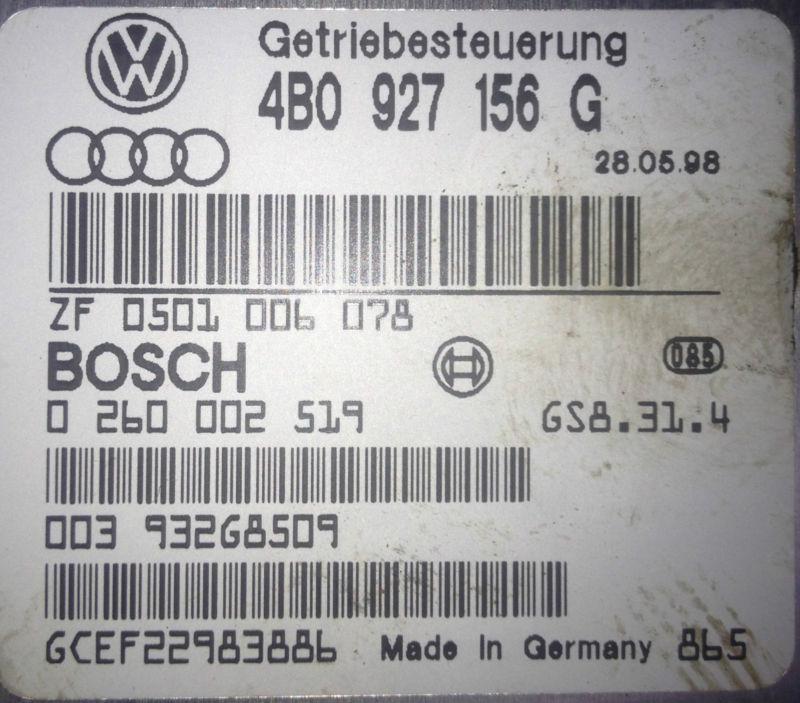 Getriebesteuerung
4B0 927 156 G
28.05.98
ZF 0501 006 078
BOSCH
085
0 260 002 519 GS8.31.4
003 932G8509
GCEF22983886 Made In Germany 865